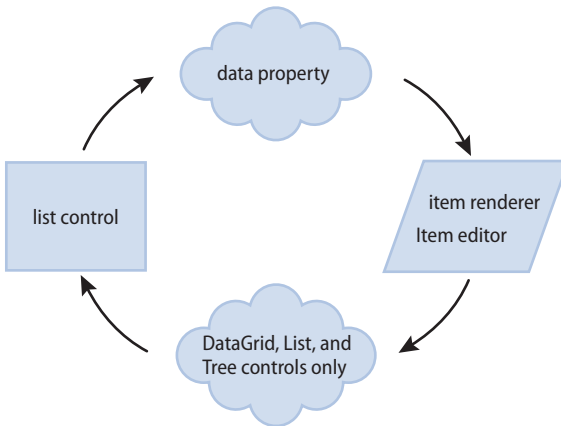 data property
list control
item renderer
Item editor
DataGrid, List, and
Tree controls only